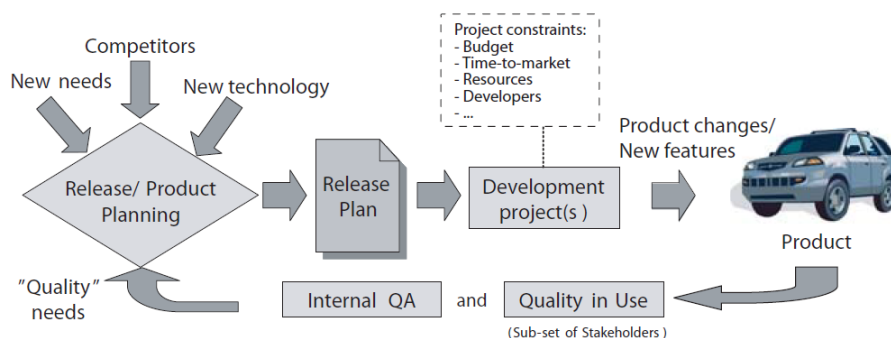 Competitors
New needs
New technology
Release/ Product
Planning
Release
Plan
Project constraints:
- Budget
- Time-to-market
- Resources
- Developers
- ...
Development
project(s )
Product changes/
New features
Product
"Quality"
needs
Internal QA
and
Quality in Use
(Sub-set of Stakeholders )